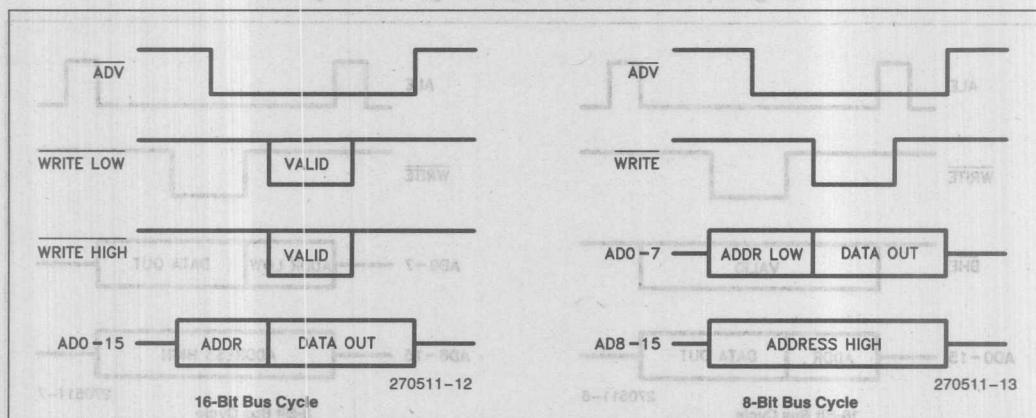 ADV
WRITE LOW
VALID
WRITE HIGH
VALID
AD0–15
ADDR
DATA OUT
270511–12
16-Bit Bus Cycle
ADV
WRITE
AD0–7
ADDR LOW
DATA OUT
AD8–15
ADDRESS HIGH
270511–13
8-Bit Bus Cycle